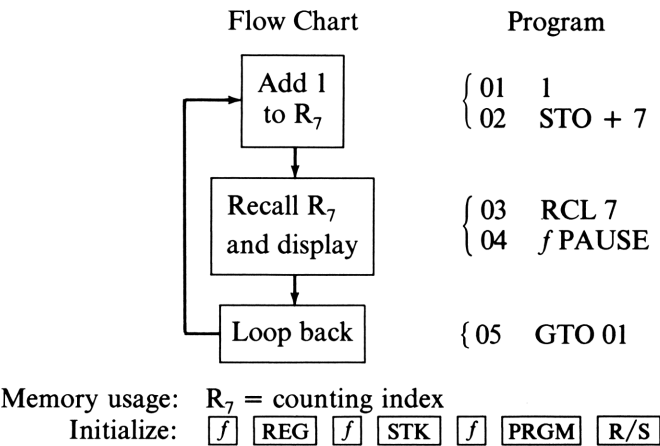 Flow Chart Program
Add 1 01 1
to R₇ 02 STO + 7
Recall R₇ 03 RCL 7
and display 04 f PAUSE
Loop back 05 GTO 01
Memory usage: R₇ = counting index
Initialize: f REG f STK f PRGM R/S